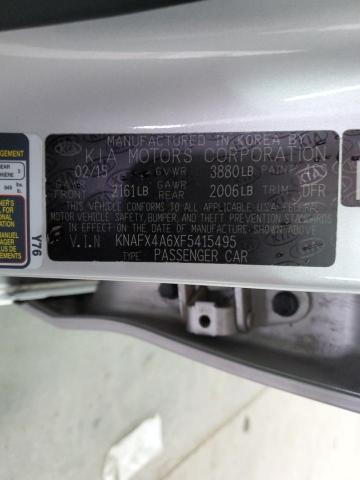 MANUFACTURED IN KOREA BY
KIA MOTORS CORPORATION
02/15 GVWR 3880LB PAINT
GAWR FRONT 2161LB GAWR REAR 2006LB TRIM DFR
THIS VEHICLE CONFORMS TO ALL APPLICABLE FEDERAL
MOTOR VEHICLE SAFETY, BUMPER, AND THEFT PREVENTION
STANDARDS IN EFFECT ON THE DATE OF MANUFACTURE
SHOWN ABOVE.
V.I.N KNAFX4A6XF5415495
TYPE: PASSENGER CAR
Y76